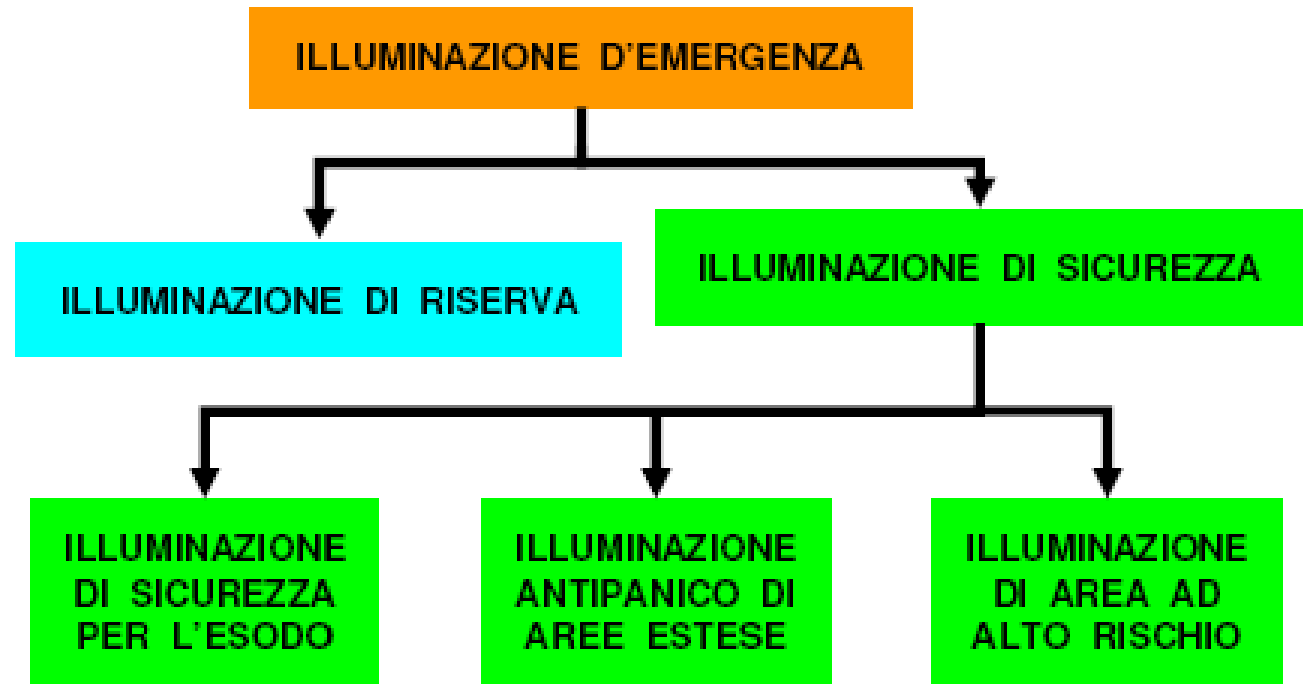 ILLUMINAZIONE D'EMERGENZA
ILLUMINAZIONE DI RISERVA
ILLUMINAZIONE DI SICUREZZA
ILLUMINAZIONE
DI SICUREZZA
PER L'ESODO
ILLUMINAZIONE
ANTIPANICO DI
AREE ESTESE
ILLUMINAZIONE
DI AREA AD
ALTO RISCHIO